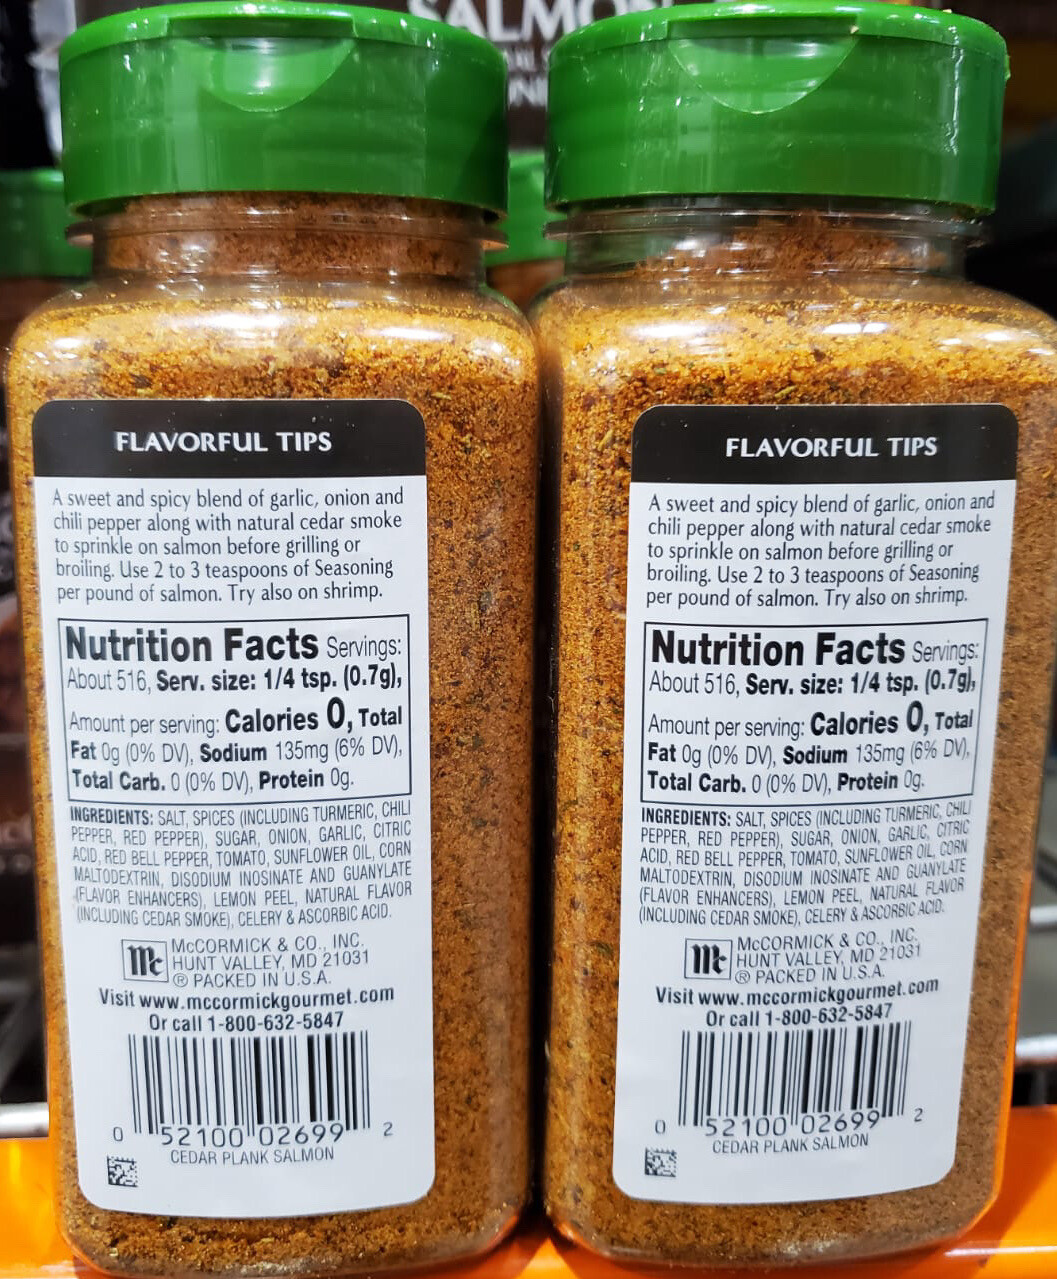 SALMON
FLAVORFUL TIPS
A sweet and spicy blend of garlic, onion and
chili pepper along with natural cedar smoke
to sprinkle on salmon before grilling or
broiling. Use 2 to 3 teaspoons of Seasoning
per pound of salmon. Try also on shrimp.
Nutrition Facts Servings:
About 516, Serv. size: 1/4 tsp. (0.7g),
Amount per serving: Calories 0, Total
Fat 0g (0% DV), Sodium 135mg (6% DV),
Total Carb. 0 (0% DV), Protein 0g.
INGREDIENTS: SALT, SPICES (INCLUDING TURMERIC, CHILI
PEPPER, RED PEPPER), SUGAR, ONION, GARLIC, CITRIC
ACID, RED BELL PEPPER, TOMATO, SUNFLOWER OIL, CORN
MALTODEXTRIN, DISODIUM INOSINATE AND GUANYLATE
(FLAVOR ENHANCERS), LEMON PEEL, NATURAL FLAVOR
(INCLUDING CEDAR SMOKE), CELERY & ASCORBIC ACID.
Mc McCORMICK & CO., INC.
HUNT VALLEY, MD 21031
® PACKED IN U.S.A.
Visit www.mccormickgourmet.com
Or call 1-800-632-5847
0 52100 02699 2
CEDAR PLANK SALMON
FLAVORFUL TIPS
A sweet and spicy blend of garlic, onion and
chili pepper along with natural cedar smoke
to sprinkle on salmon before grilling or
broiling. Use 2 to 3 teaspoons of Seasoning
per pound of salmon. Try also on shrimp.
Nutrition Facts Servings:
About 516, Serv. size: 1/4 tsp. (0.7g),
Amount per serving: Calories 0, Total
Fat 0g (0% DV), Sodium 135mg (6% DV),
Total Carb. 0 (0% DV), Protein 0g.
INGREDIENTS: SALT, SPICES (INCLUDING TURMERIC, CHILI
PEPPER, RED PEPPER), SUGAR, ONION, GARLIC, CITRIC
ACID, RED BELL PEPPER, TOMATO, SUNFLOWER OIL, CORN
MALTODEXTRIN, DISODIUM INOSINATE AND GUANYLATE
(FLAVOR ENHANCERS), LEMON PEEL, NATURAL FLAVOR
(INCLUDING CEDAR SMOKE), CELERY & ASCORBIC ACID.
Mc McCORMICK & CO., INC.
HUNT VALLEY, MD 21031
® PACKED IN U.S.A.
Visit www.mccormickgourmet.com
Or call 1-800-632-5847
0 52100 02699 2
CEDAR PLANK SALMON